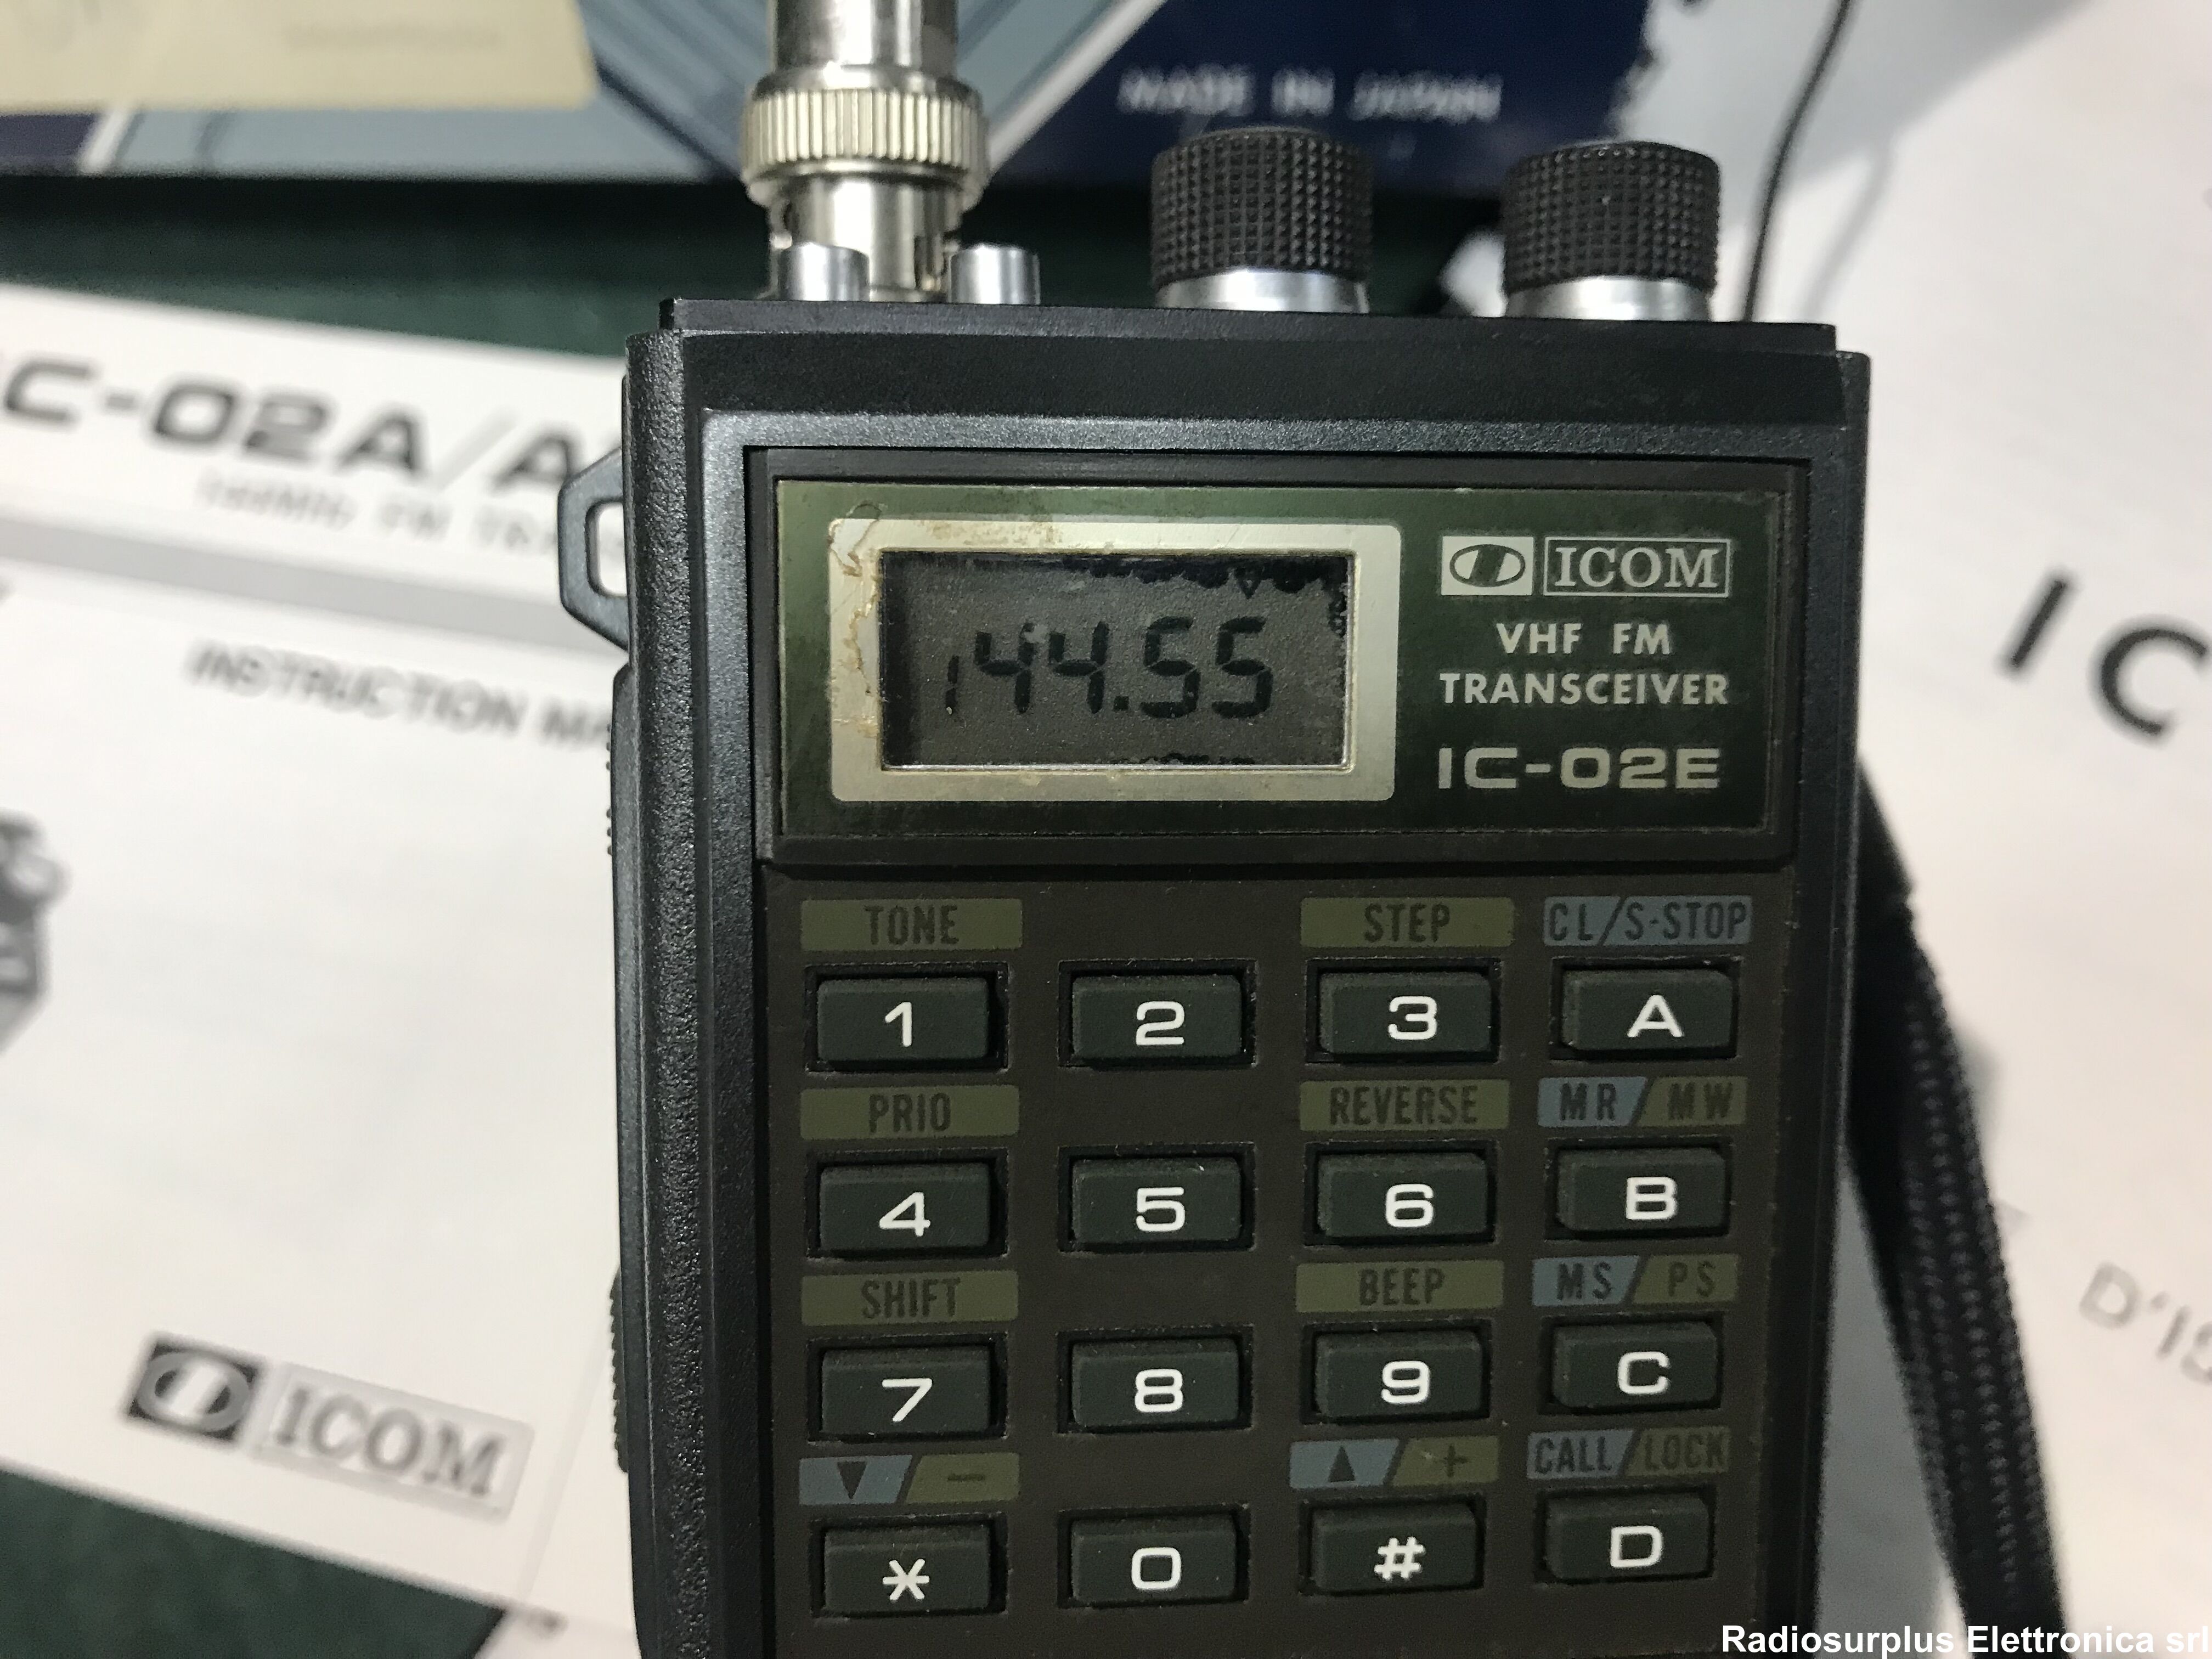 MADE IN JAPAN
IC-02A/A
INSTRUCTION MA
ICOM
144.55
ICOM
VHF FM
TRANSCEIVER
IC-02E
TONE STEP CL/S-STOP
1 2 3 A
PRIO REVERSE MR/MW
4 5 6 B
SHIFT BEEP MS/PS
7 8 9 C
▼/− ▲/+ CALL/LOCK
* 0 # D
IC
D'IS
Radiosurplus Elettronica srl